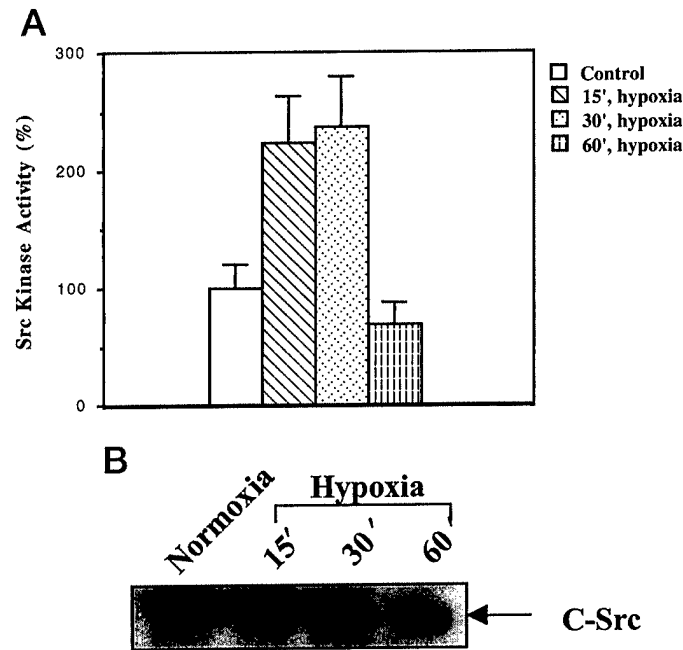 A
300
200
100
0
Src Kinase Activity (%)
Control
15', hypoxia
30', hypoxia
60', hypoxia
B
Normoxia
Hypoxia
15'
30'
60'
C-Src